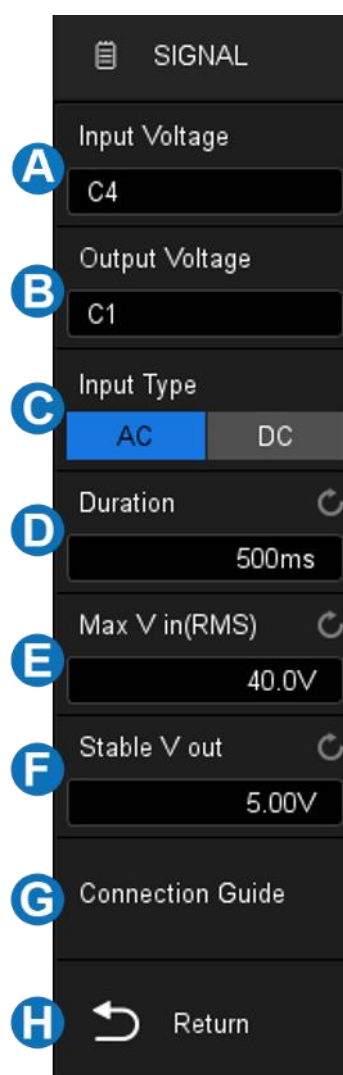 SIGNAL
Input Voltage
A
C4
Output Voltage
B
C1
Input Type
C
AC DC
Duration
D
500ms
Max V in(RMS)
E
40.0V
Stable V out
F
5.00V
G Connection Guide
H Return